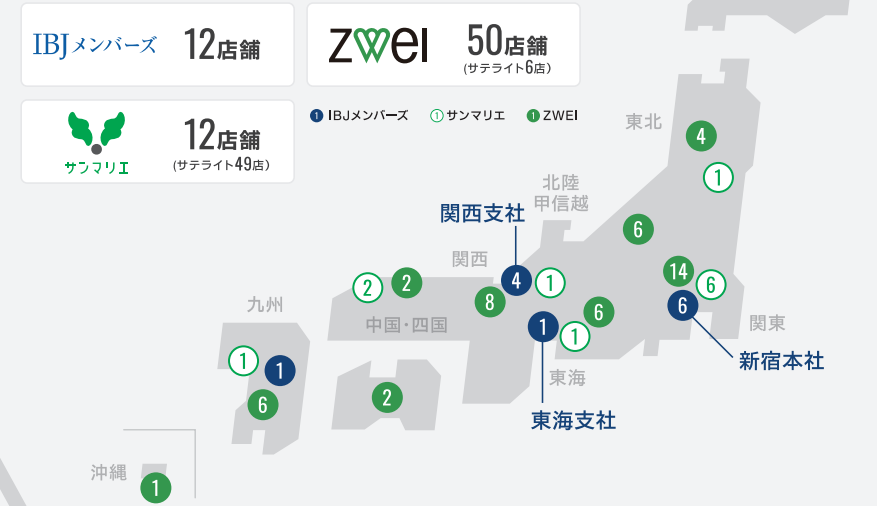 IBJメンバーズ 12店舗
ZWEI 50店舗
(サテライト6店)
サンマリエ 12店舗
(サテライト49店)
1 IBJメンバーズ 1 サンマリエ 1 ZWEI
東北
4
1
北陸
甲信越
6
関西支社
関西
4
1
8
14
6
6
関東
新宿本社
6
1
1
東海
東海支社
2
2
中国・四国
2
九州
1
1
6
沖縄
1